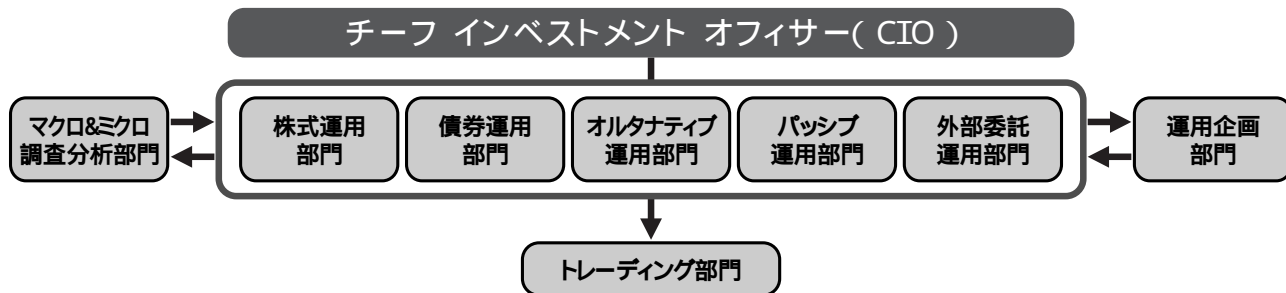 チーフ インベストメント オフィサー( CIO )
マクロ&ミクロ
調査分析部門
株式運用
部門
債券運用
部門
オルタナティブ
運用部門
パッシブ
運用部門
外部委託
運用部門
運用企画
部門
トレーディング部門